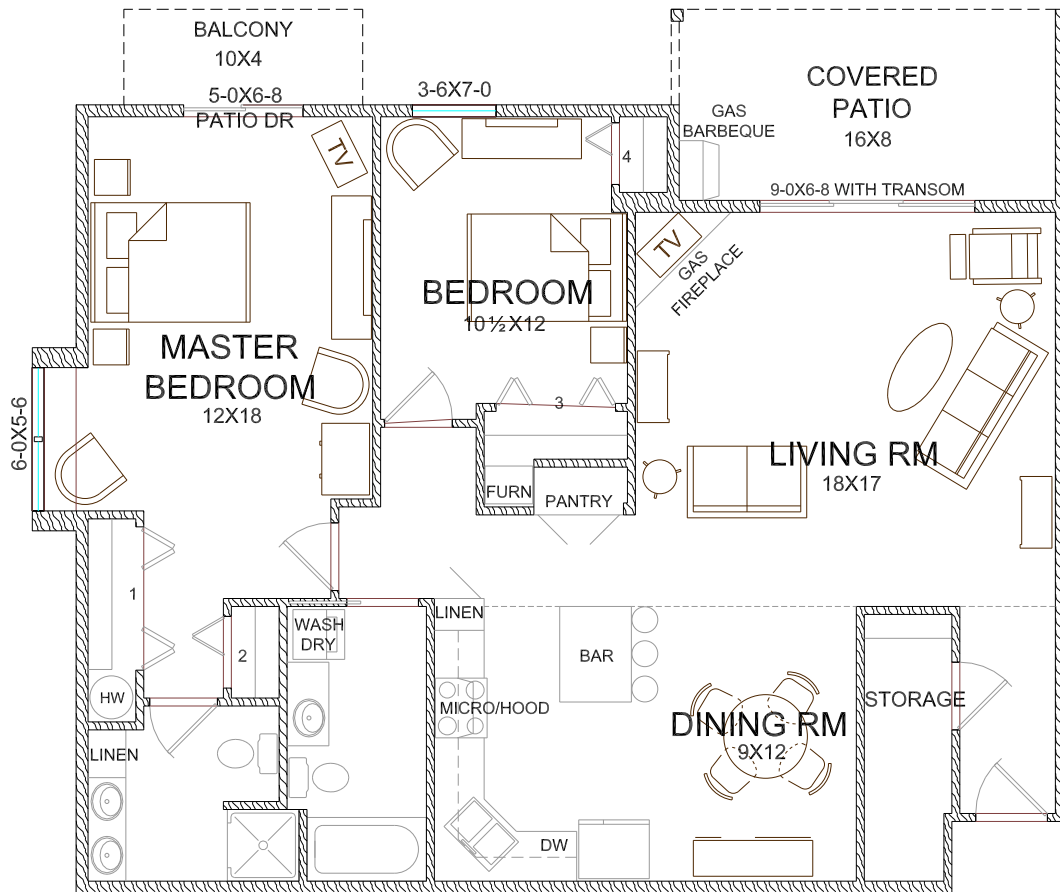 BALCONY
10X4
5-0X6-8
PATIO DR
3-6X7-0
COVERED
PATIO
16X8
GAS
BARBEQUE
9-0X6-8 WITH TRANSOM
TV
4
TV
GAS
FIREPLACE
BEDROOM
10 ½X12
MASTER
BEDROOM
12X18
6-0X5-6
3
LIVING RM
18X17
FURN
PANTRY
1
2
HW
LINEN
WASH
DRY
LINEN
MICRO/HOOD
BAR
DINING RM
9X12
STORAGE
DW